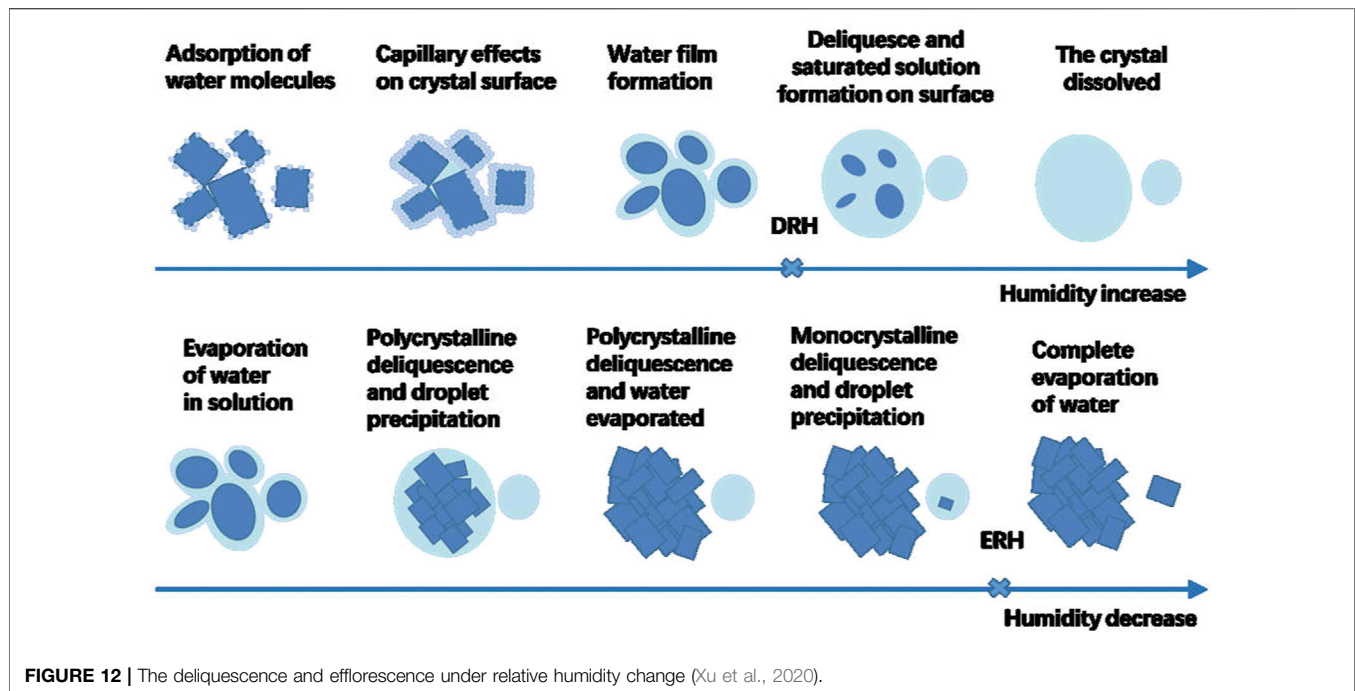 Adsorption of
water molecules
Capillary effects
on crystal surface
Water film
formation
Deliquesce and
saturated solution
formation on surface
The crystal
dissolved
DRH
Humidity increase
Evaporation
of water
in solution
Polycrystalline
deliquescence
and droplet
precipitation
Polycrystalline
deliquescence
and water
evaporated
Monocrystalline
deliquescence
and droplet
precipitation
Complete
evaporation
of water
ERH
Humidity decrease
FIGURE 12 | The deliquescence and efflorescence under relative humidity change (Xu et al., 2020).